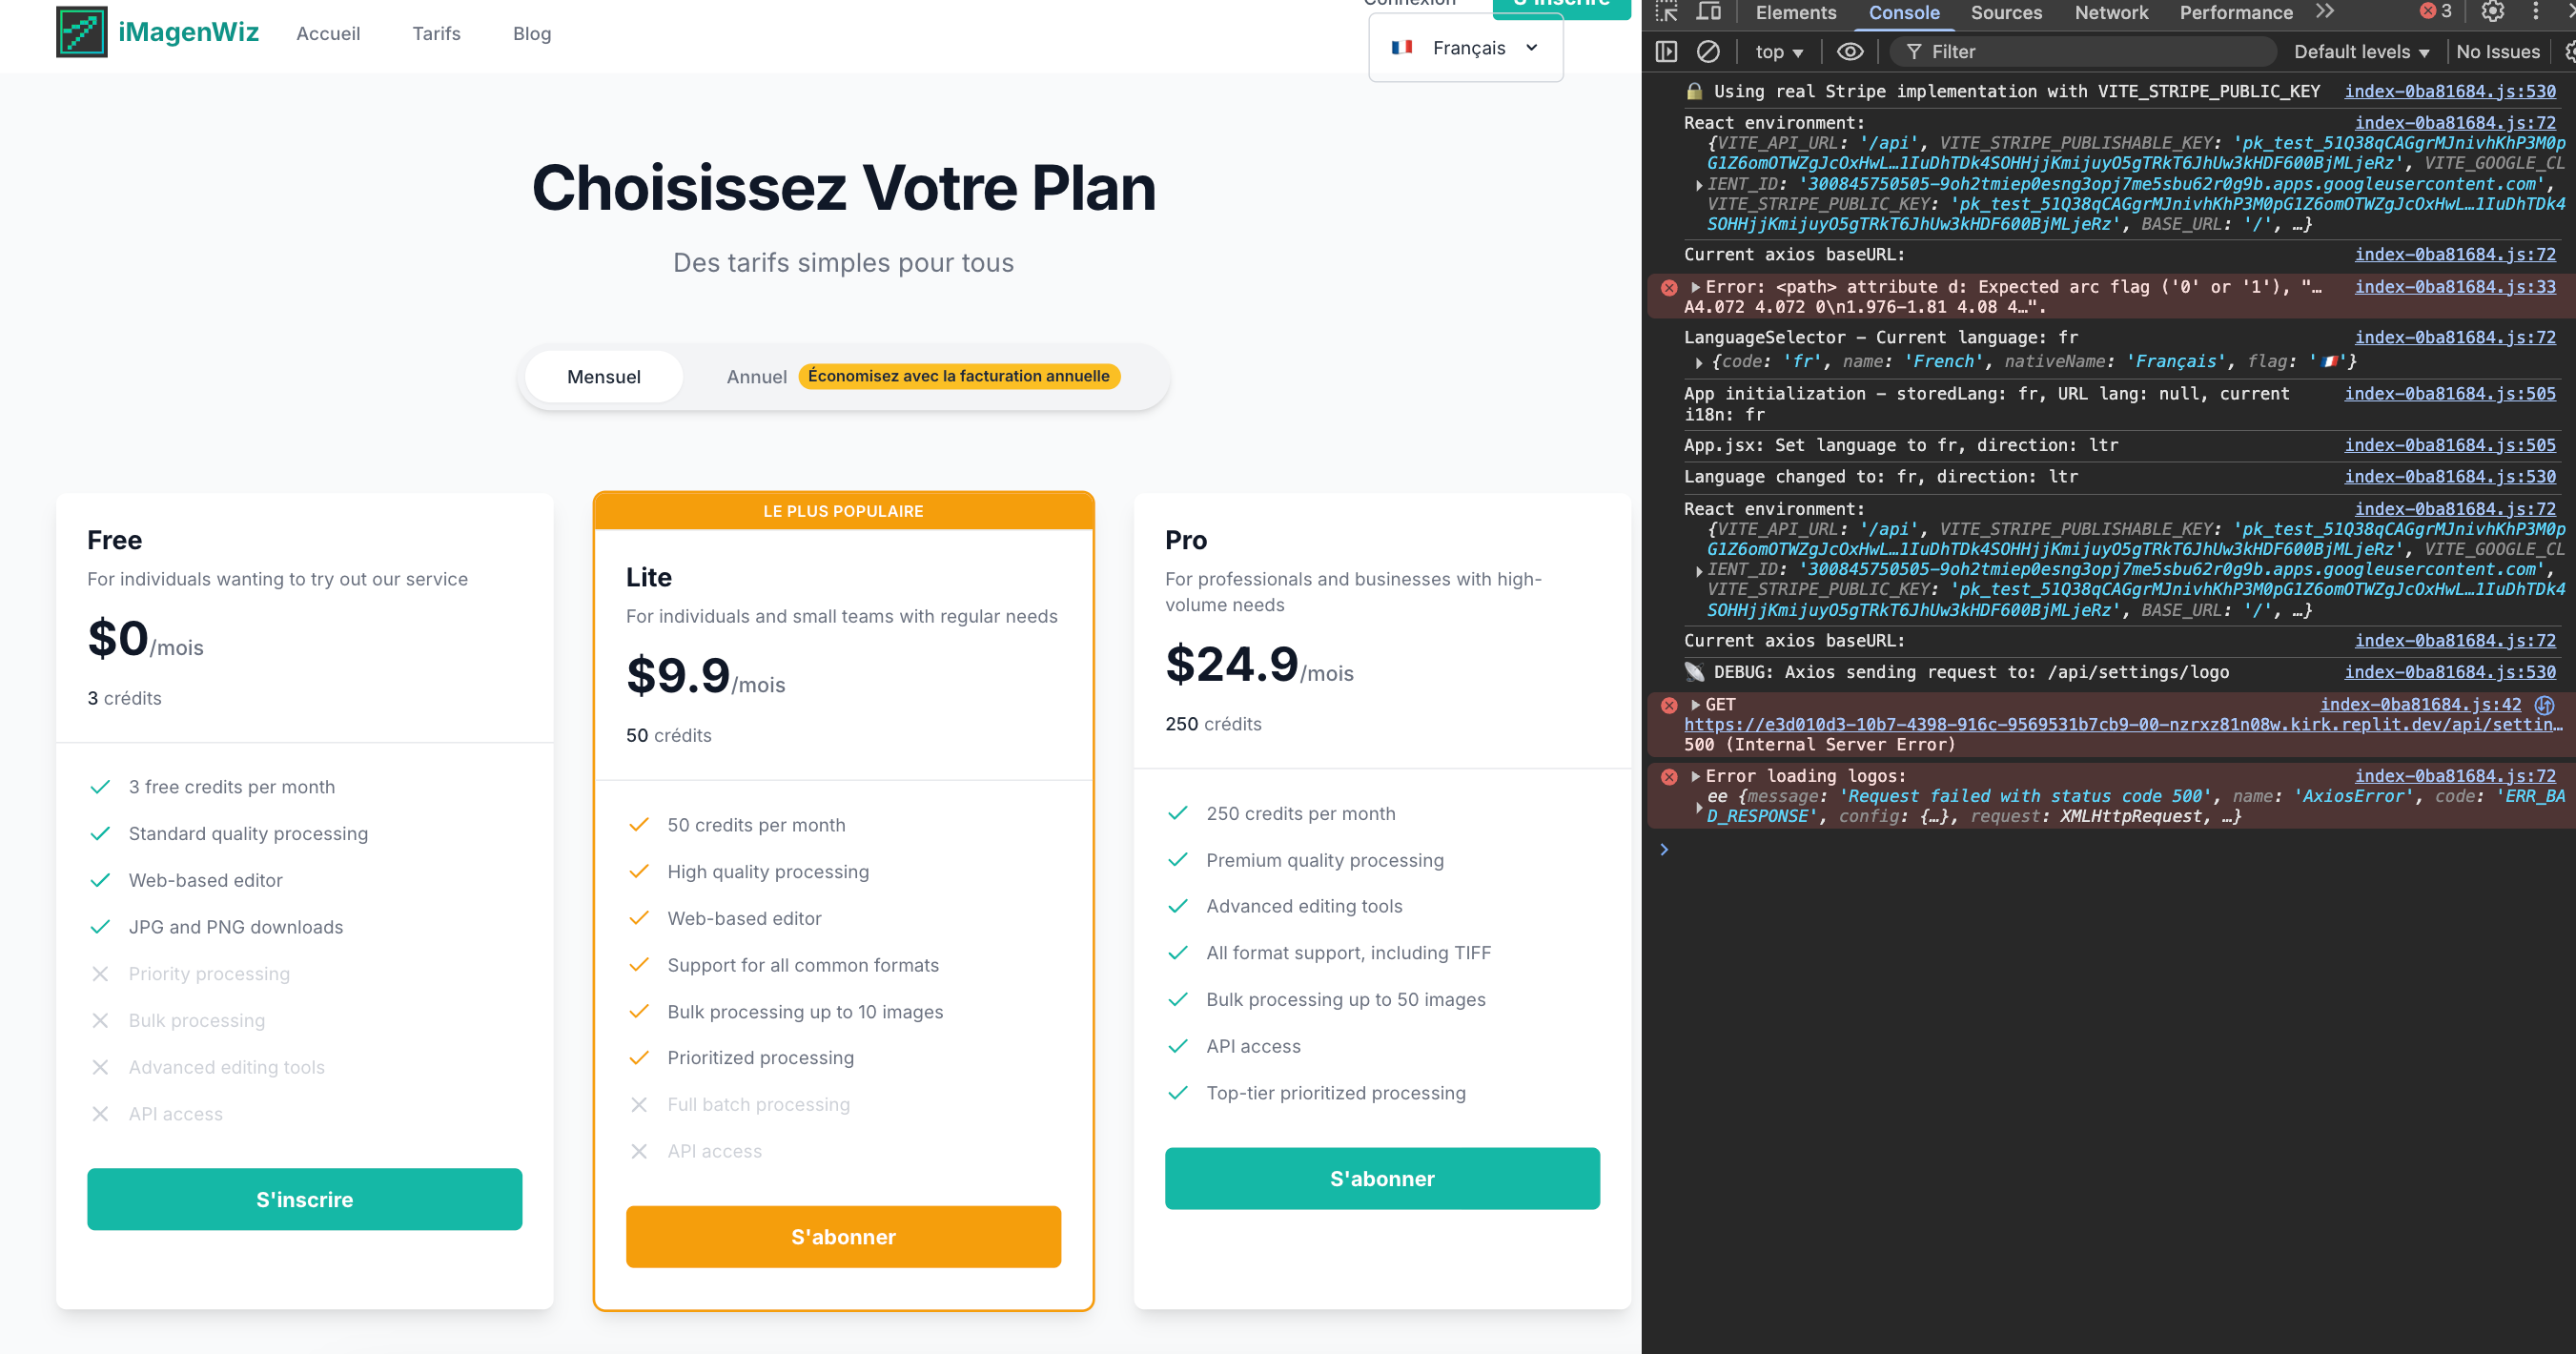 iMagenWiz
Accueil
Tarifs
Blog
Connexion
S'inscrire
🇫🇷 Français
Choisissez Votre Plan
Des tarifs simples pour tous
Mensuel
Annuel
Économisez avec la facturation annuelle
Free
For individuals wanting to try out our service
$0/mois
3 crédits
3 free credits per month
Standard quality processing
Web-based editor
JPG and PNG downloads
Priority processing
Bulk processing
Advanced editing tools
API access
S'inscrire
LE PLUS POPULAIRE
Lite
For individuals and small teams with regular needs
$9.9/mois
50 crédits
50 credits per month
High quality processing
Web-based editor
Support for all common formats
Bulk processing up to 10 images
Prioritized processing
Full batch processing
API access
S'abonner
Pro
For professionals and businesses with high-
volume needs
$24.9/mois
250 crédits
250 credits per month
Premium quality processing
Advanced editing tools
All format support, including TIFF
Bulk processing up to 50 images
API access
Top-tier prioritized processing
S'abonner
Elements
Console
Sources
Network
Performance
3
top
Filter
Default levels
No Issues
🔒 Using real Stripe implementation with VITE_STRIPE_PUBLIC_KEY index-0ba81684.js:530
React environment: index-0ba81684.js:72
{VITE_API_URL: '/api', VITE_STRIPE_PUBLISHABLE_KEY: 'pk_test_51Q38qCAGgrMJnivhKhP3M0p
G1Z6omOTWZgJcOxHwL…1IuDhTDk4SOHHjjKmijuyO5gTRkT6JhUw3kHDF600BjMLjeRz', VITE_GOOGLE_CL
IENT_ID: '300845750505-9oh2tmiep0esng3opj7me5sbu62r0g9b.apps.googleusercontent.com',
VITE_STRIPE_PUBLIC_KEY: 'pk_test_51Q38qCAGgrMJnivhKhP3M0pG1Z6omOTWZgJcOxHwL…1IuDhTDk4
SOHHjjKmijuyO5gTRkT6JhUw3kHDF600BjMLjeRz', BASE_URL: '/', …}
Current axios baseURL: index-0ba81684.js:72
Error: <path> attribute d: Expected arc flag ('0' or '1'), "… index-0ba81684.js:33
A4.072 4.072 0\n1.976-1.81 4.08 4…".
LanguageSelector - Current language: fr index-0ba81684.js:72
{code: 'fr', name: 'French', nativeName: 'Français', flag: '🇫🇷'}
App initialization - storedLang: fr, URL lang: null, current index-0ba81684.js:505
i18n: fr
App.jsx: Set language to fr, direction: ltr index-0ba81684.js:505
Language changed to: fr, direction: ltr index-0ba81684.js:530
React environment: index-0ba81684.js:72
{VITE_API_URL: '/api', VITE_STRIPE_PUBLISHABLE_KEY: 'pk_test_51Q38qCAGgrMJnivhKhP3M0p
G1Z6omOTWZgJcOxHwL…1IuDhTDk4SOHHjjKmijuyO5gTRkT6JhUw3kHDF600BjMLjeRz', VITE_GOOGLE_CL
IENT_ID: '300845750505-9oh2tmiep0esng3opj7me5sbu62r0g9b.apps.googleusercontent.com',
VITE_STRIPE_PUBLIC_KEY: 'pk_test_51Q38qCAGgrMJnivhKhP3M0pG1Z6omOTWZgJcOxHwL…1IuDhTDk4
SOHHjjKmijuyO5gTRkT6JhUw3kHDF600BjMLjeRz', BASE_URL: '/', …}
Current axios baseURL: index-0ba81684.js:72
📡 DEBUG: Axios sending request to: /api/settings/logo index-0ba81684.js:530
GET index-0ba81684.js:42
https://e3d010d3-10b7-4398-916c-9569531b7cb9-00-nzrxz81n08w.kirk.replit.dev/api/settin…
500 (Internal Server Error)
Error loading logos: index-0ba81684.js:72
ee {message: 'Request failed with status code 500', name: 'AxiosError', code: 'ERR_BA
D_RESPONSE', config: {…}, request: XMLHttpRequest, …}